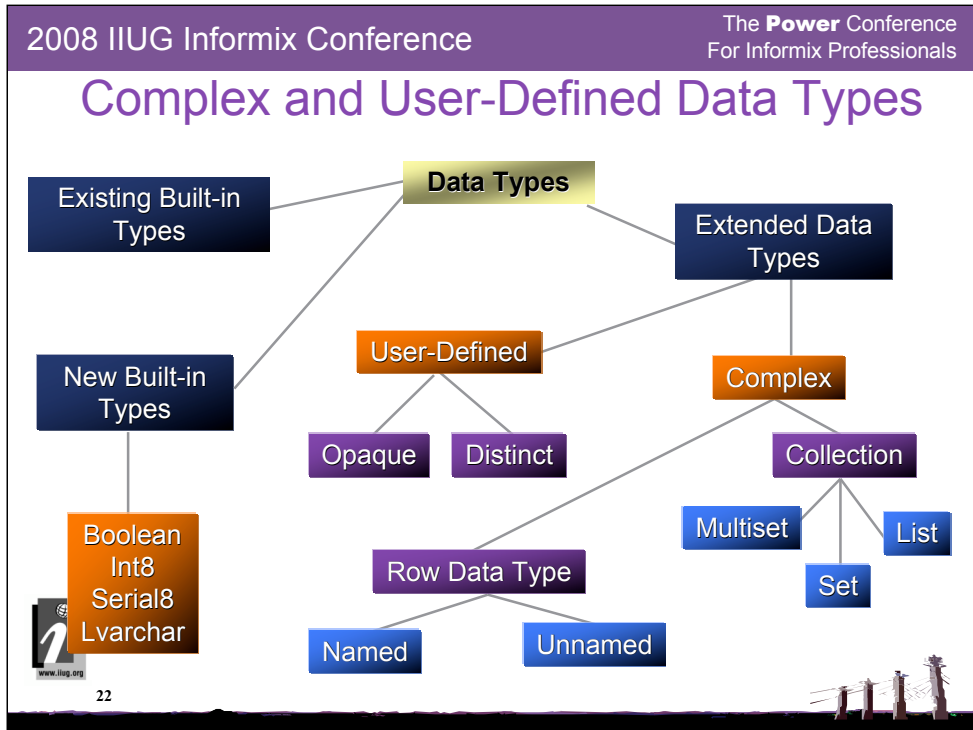 2008 IIUG Informix Conference
The Power Conference
For Informix Professionals
Complex and User-Defined Data Types
Data Types
Existing Built-in
Types
Extended Data
Types
User-Defined
New Built-in
Types
Complex
Opaque
Distinct
Collection
Multiset
List
Set
Boolean
Int8
Serial8
Lvarchar
Row Data Type
Named
Unnamed
i
www.iiug.org
22